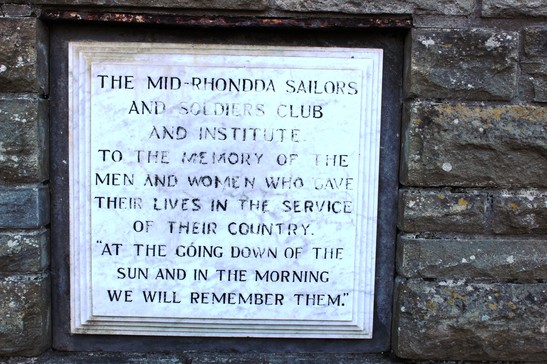 THE MID-RHONDDA SAILORS
AND SOLDIERS CLUB
AND INSTITUTE.
TO THE MEMORY OF THE
MEN AND WOMEN WHO GAVE
THEIR LIVES IN THE SERVICE
OF THEIR COUNTRY.
"AT THE GOING DOWN OF THE
SUN AND IN THE MORNING
WE WILL REMEMBER THEM."